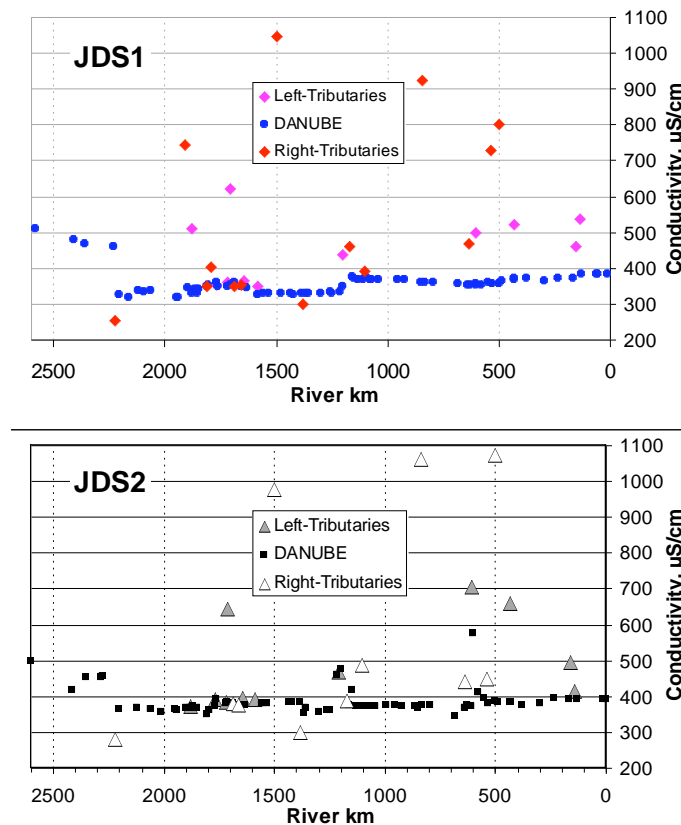 JDS1
Left-Tributaries
DANUBE
Right-Tributaries
1100
1000
900
800
700
600
500
400
300
200
Conductivity, µS/cm
2500 2000 1500 1000 500 0
River km
JDS2
Left-Tributaries
DANUBE
Right-Tributaries
1100
1000
900
800
700
600
500
400
300
200
Conductivity, µS/cm
2500 2000 1500 1000 500 0
River km